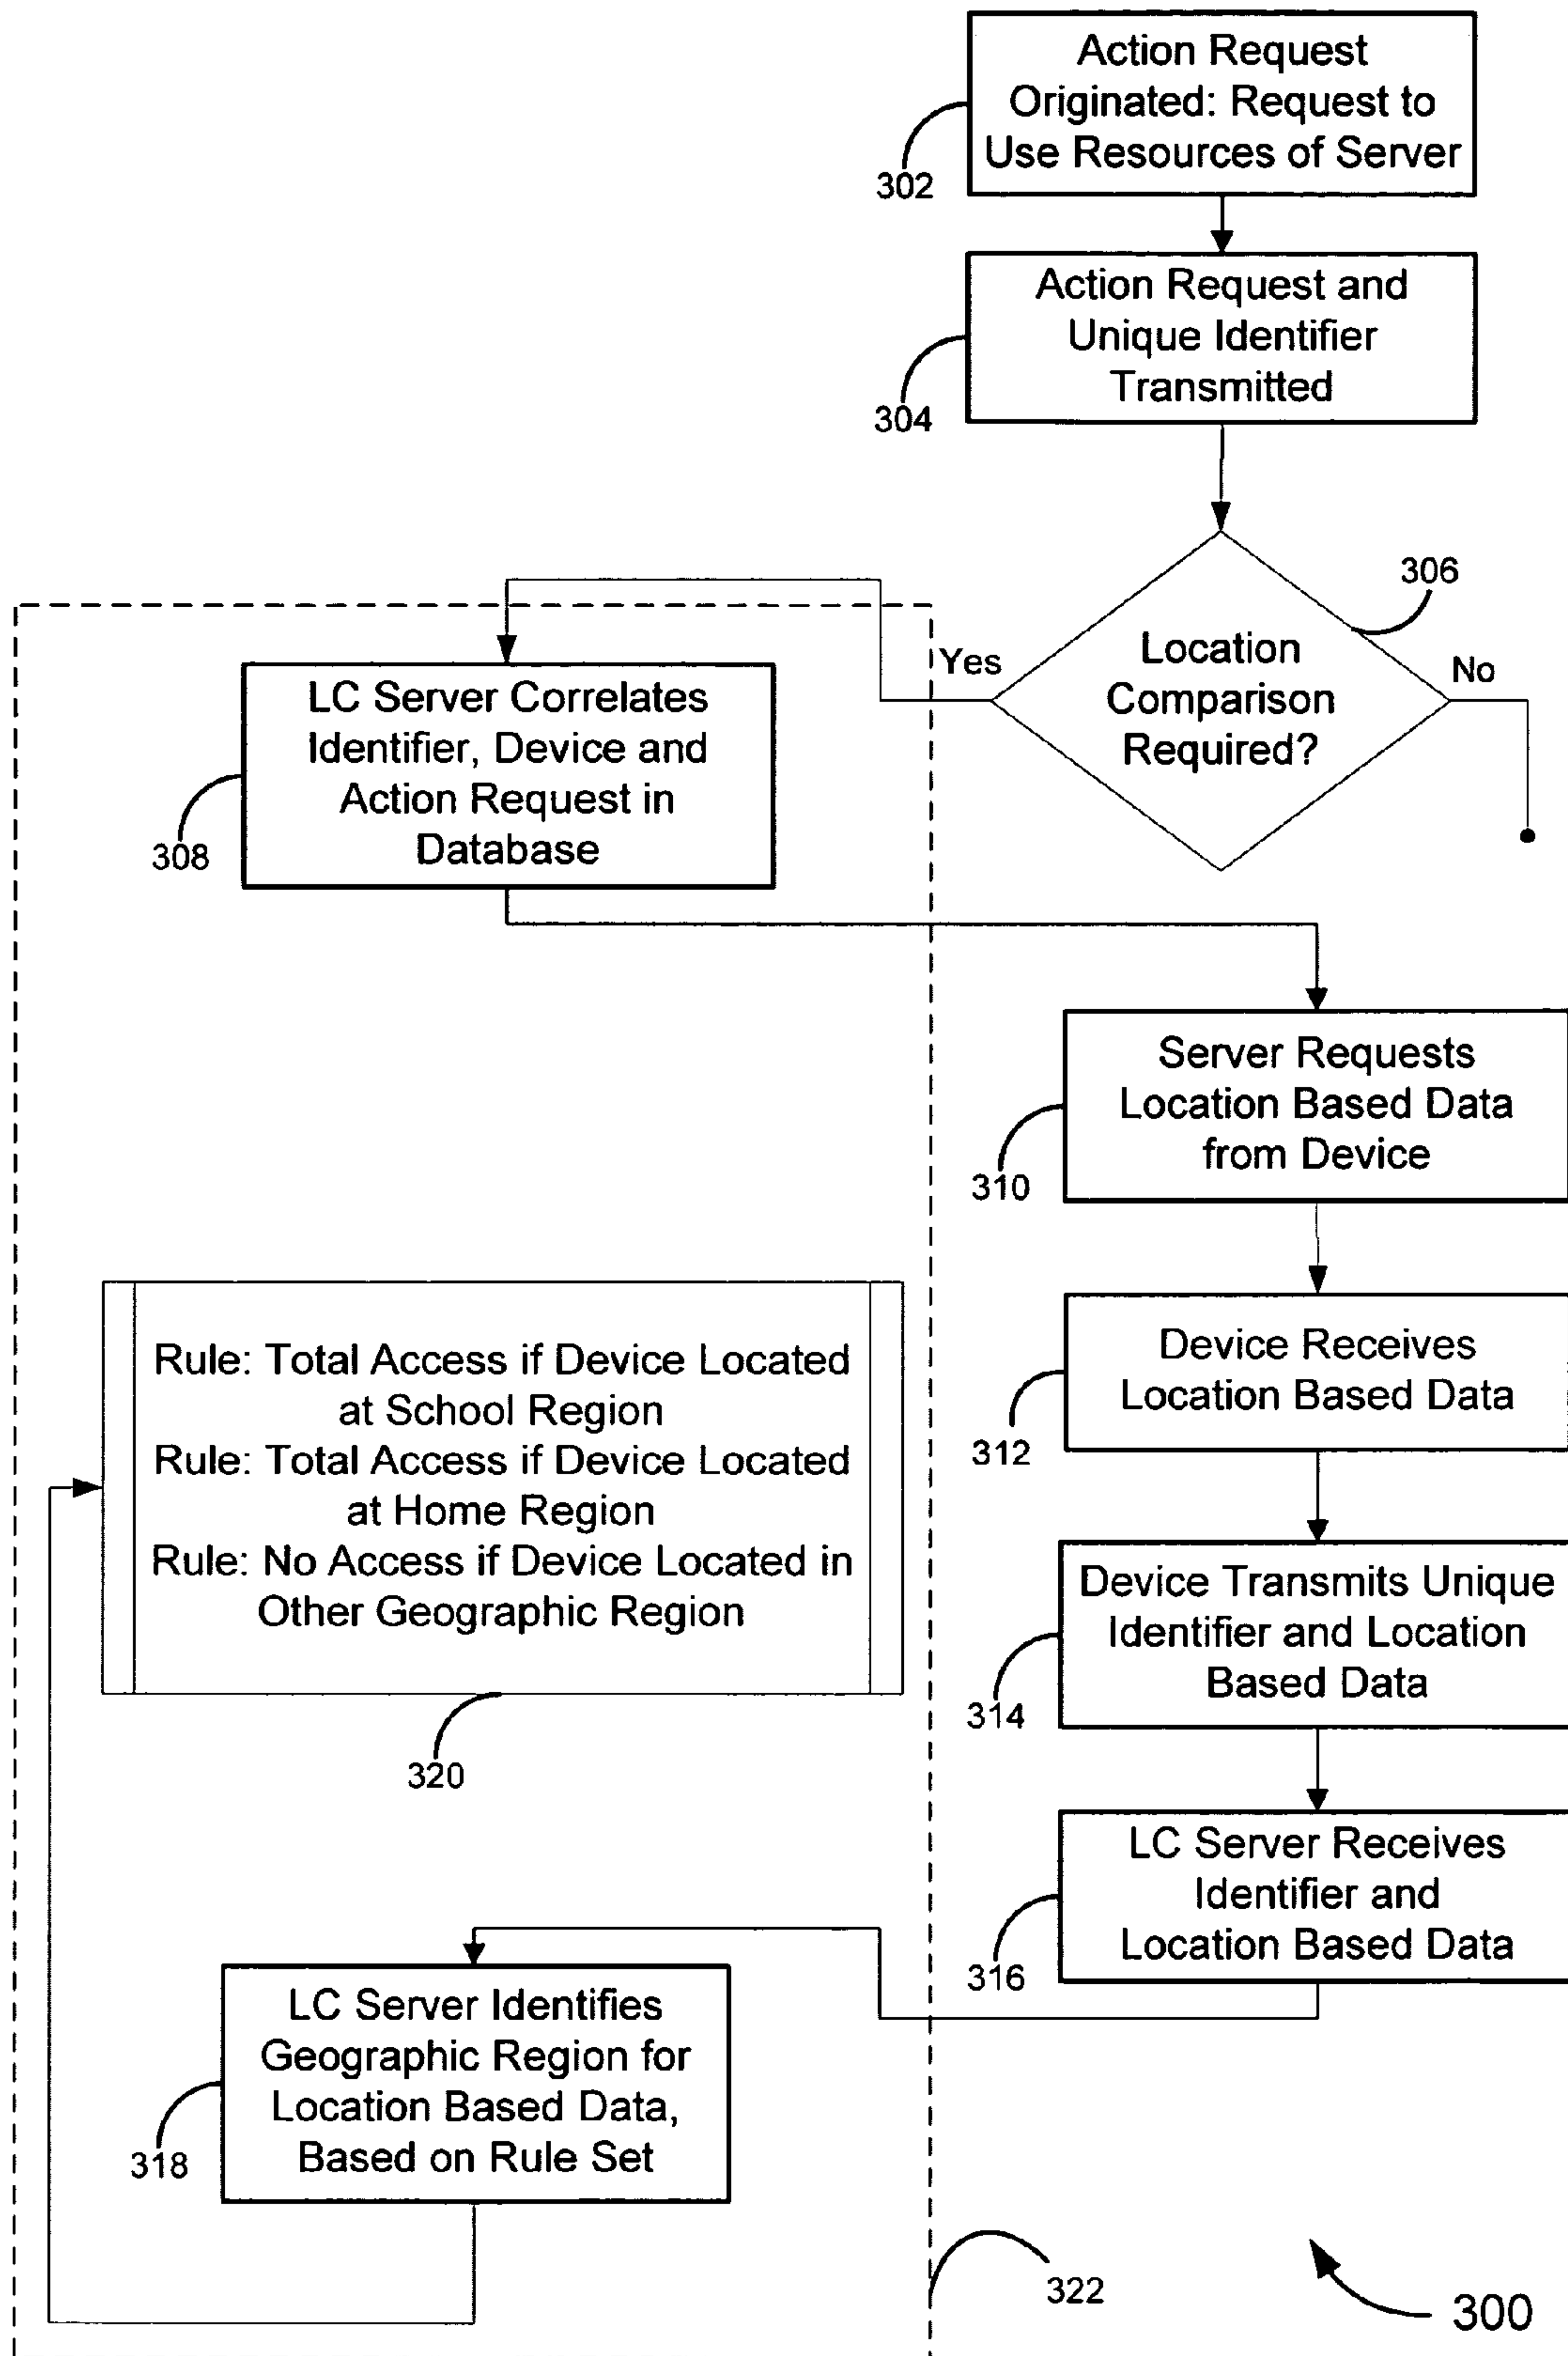 Action Request
Originated: Request to
Use Resources of Server
302
Action Request and
Unique Identifier
Transmitted
304
306
Location
Comparison
Required?
Yes
No
LC Server Correlates
Identifier, Device and
Action Request in
Database
308
Server Requests
Location Based Data
from Device
310
Device Receives
Location Based Data
312
Device Transmits Unique
Identifier and Location
Based Data
314
LC Server Receives
Identifier and
Location Based Data
316
LC Server Identifies
Geographic Region for
Location Based Data,
Based on Rule Set
318
Rule: Total Access if Device Located
at School Region
Rule: Total Access if Device Located
at Home Region
Rule: No Access if Device Located in
Other Geographic Region
320
322
300